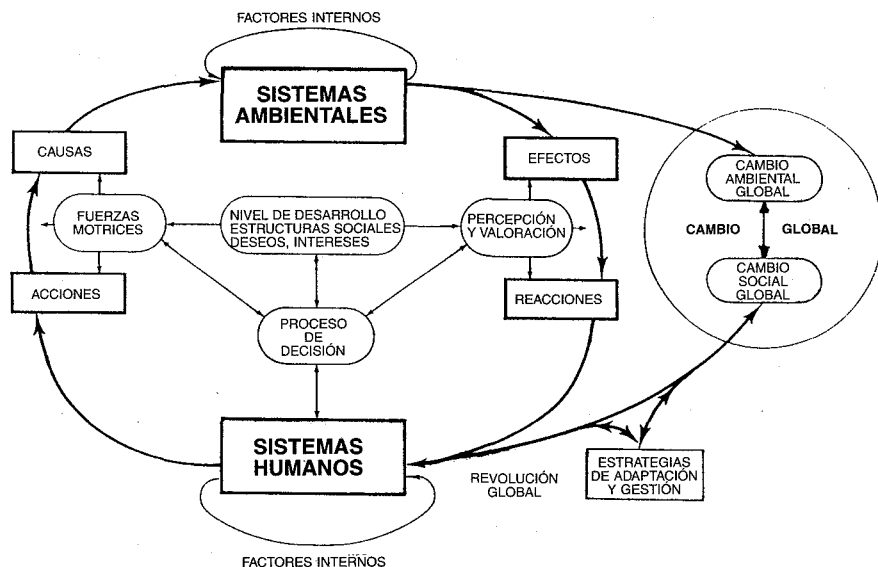 FACTORES INTERNOS
SISTEMAS
AMBIENTALES
CAUSAS
EFECTOS
CAMBIO
AMBIENTAL
GLOBAL
FUERZAS
MOTRICES
NIVEL DE DESARROLLO
ESTRUCTURAS SOCIALES
DESEOS, INTERESES
PERCEPCIÓN
Y VALORACIÓN
CAMBIO GLOBAL
ACCIONES
REACCIONES
CAMBIO
SOCIAL
GLOBAL
PROCESO
DE
DECISIÓN
SISTEMAS
HUMANOS
REVOLUCIÓN
GLOBAL
ESTRATEGIAS
DE ADAPTACIÓN
Y GESTIÓN
FACTORES INTERNOS